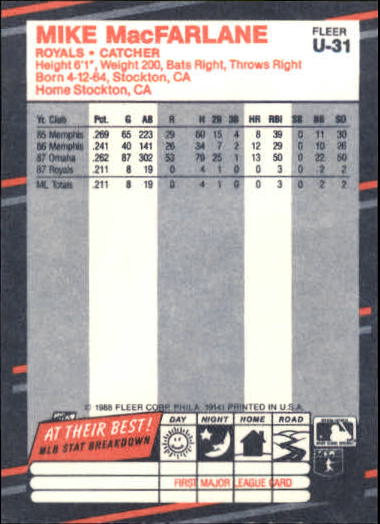 MIKE MacFARLANE
FLEER
U-31
ROYALS • CATCHER
Height 6'1", Weight 200, Bats Right, Throws Right
Born 4-12-64, Stockton, CA
Home Stockton, CA
Yr. Club Pct. G AB R H 2B 3B HR RBI SB BB SO
85 Memphis .269 65 223 29 60 15 4 8 39 0 11 30
86 Memphis .241 40 141 26 34 7 2 12 29 0 10 26
87 Omaha .262 87 302 53 79 25 1 13 50 0 22 50
87 Royals .211 8 19 0 4 1 0 0 3 0 2 2
ML Totals .211 8 19 0 4 1 0 0 3 0 2 2
© 1988 FLEER CORP. PHILA. 19141 PRINTED IN U.S.A.
AT THEIR BEST!
MLB STAT BREAKDOWN
DAY NIGHT HOME ROAD
FIRST MAJOR LEAGUE CARD